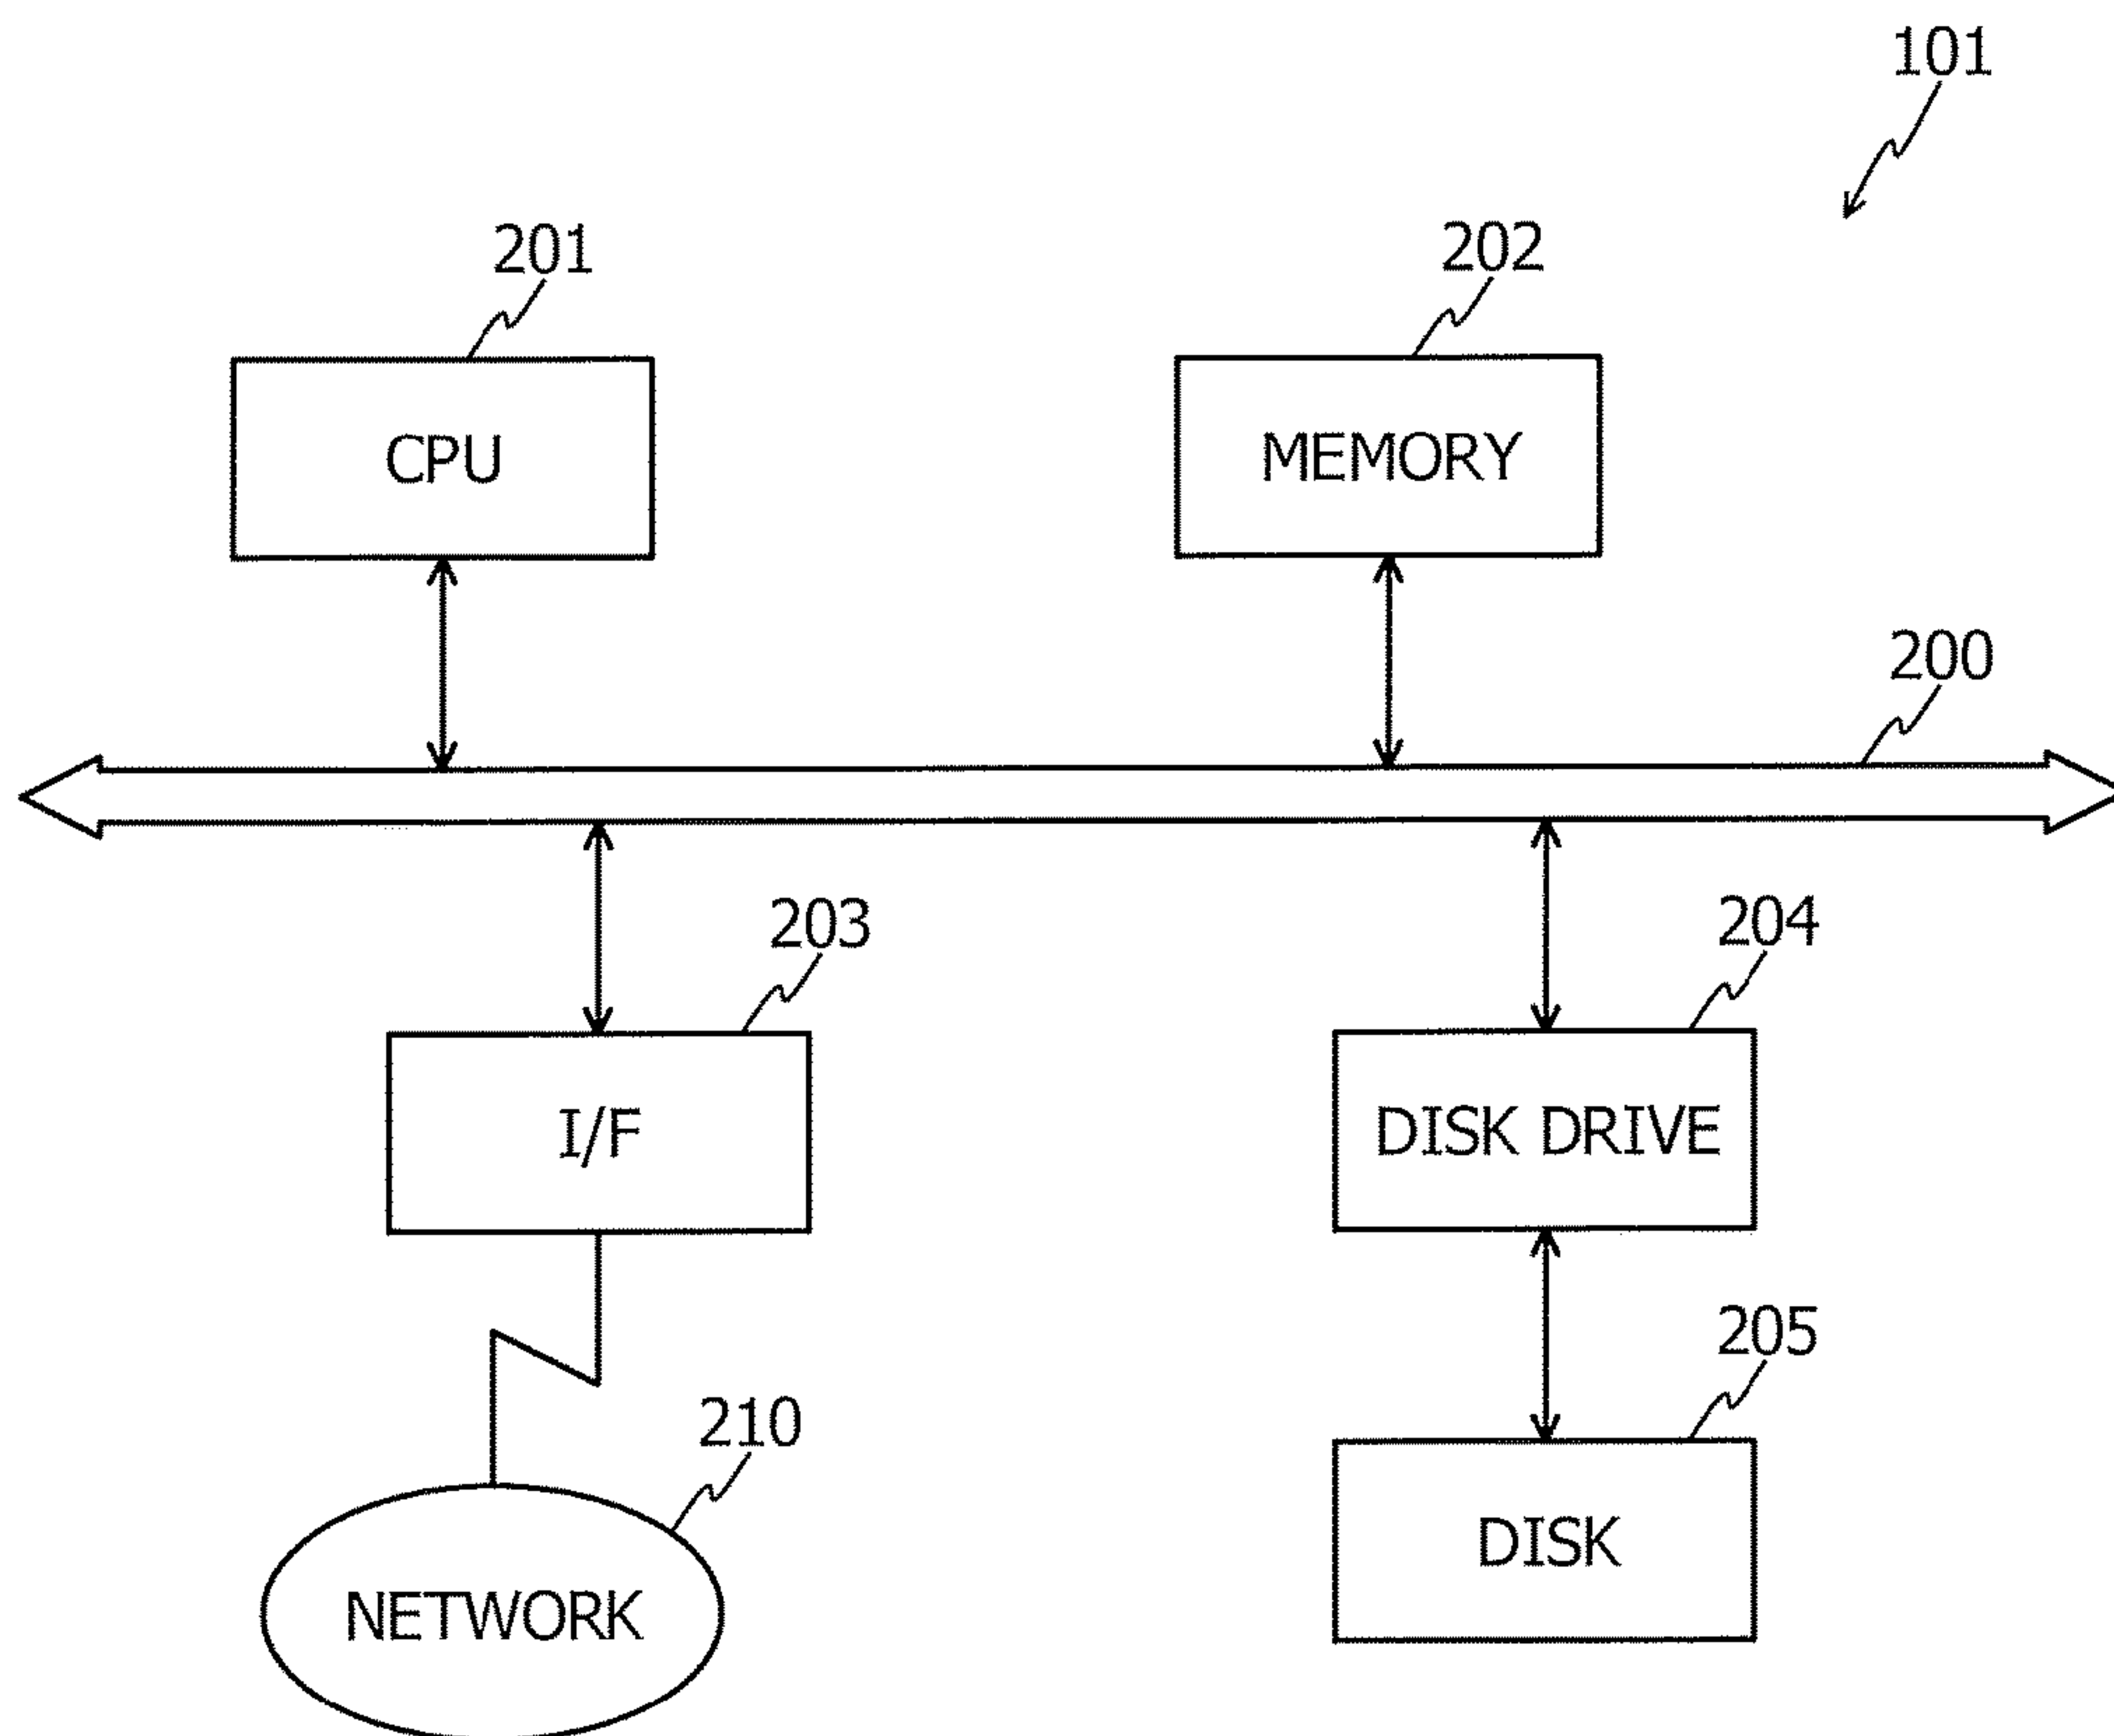 101
201
202
CPU
MEMORY
200
203
204
I/F
DISK DRIVE
205
210
DISK
NETWORK